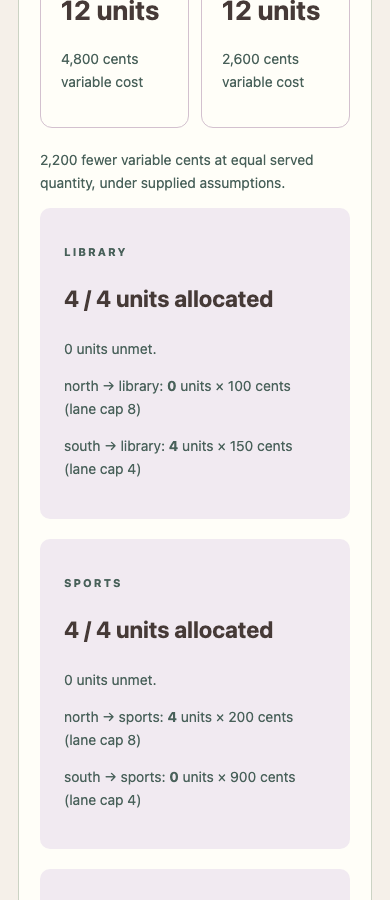 12 units
4,800 cents
variable cost
12 units
2,600 cents
variable cost
2,200 fewer variable cents at equal served
quantity, under supplied assumptions.
LIBRARY
4 / 4 units allocated
0 units unmet.
north → library: 0 units × 100 cents
(lane cap 8)
south → library: 4 units × 150 cents
(lane cap 4)
SPORTS
4 / 4 units allocated
0 units unmet.
north → sports: 4 units × 200 cents
(lane cap 8)
south → sports: 0 units × 900 cents
(lane cap 4)